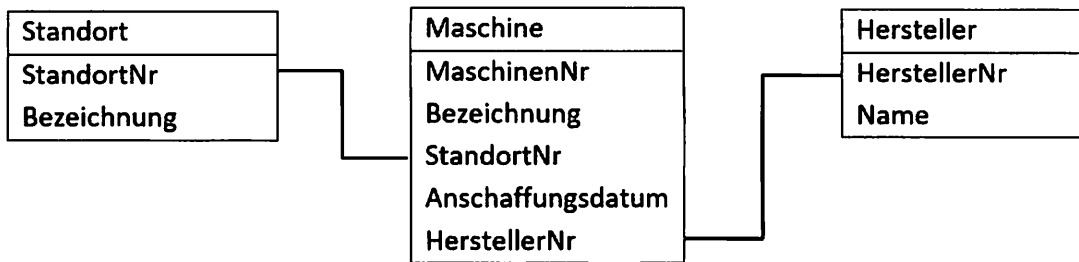 Standort
StandortNr
Bezeichnung
Maschine
MaschinenNr
Bezeichnung
StandortNr
Anschaffungsdatum
HerstellerNr
Hersteller
HerstellerNr
Name